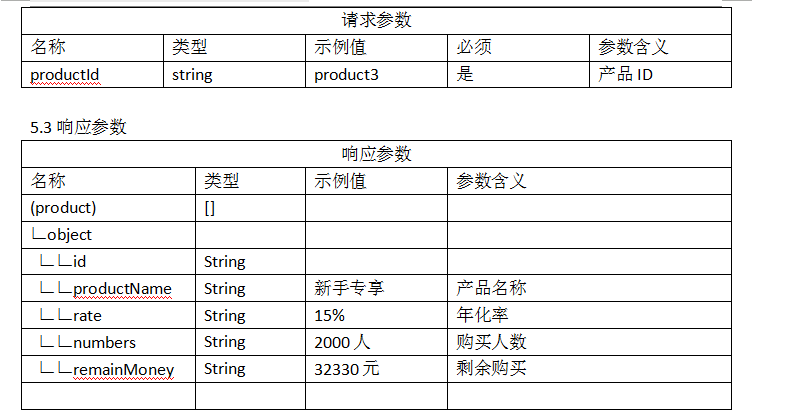 请求参数
名称 类型 示例值 必须 参数含义
productId string product3 是 产品 ID
5.3 响应参数
响应参数
名称 类型 示例值 参数含义
(product) []
∟object
∟∟id String
∟∟productName String 新手专享 产品名称
∟∟rate String 15% 年化率
∟∟numbers String 2000 人 购买人数
∟∟remainMoney String 32330 元 剩余购买